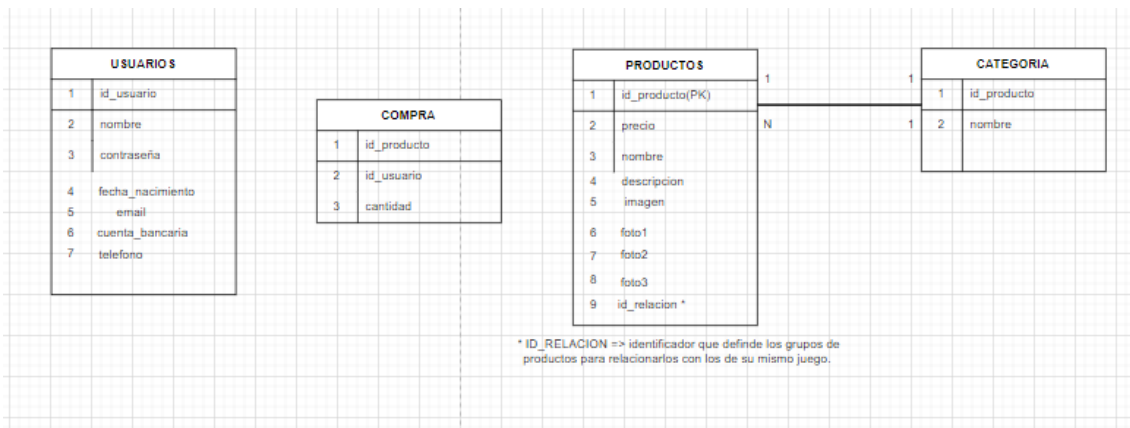 USUARIOS
1 id_usuario
2 nombre
3 contraseña
4 fecha_nacimiento
5 email
6 cuenta_bancaria
7 telefono
COMPRA
1 id_producto
2 id_usuario
3 cantidad
PRODUCTOS
1 id_producto(PK)
2 precio
3 nombre
4 descripcion
5 imagen
6 foto1
7 foto2
8 foto3
9 id_relacion *
1 1
N 1
CATEGORIA
1 id_producto
2 nombre
* ID_RELACION => identificador que definde los grupos de
productos para relacionarlos con los de su mismo juego.